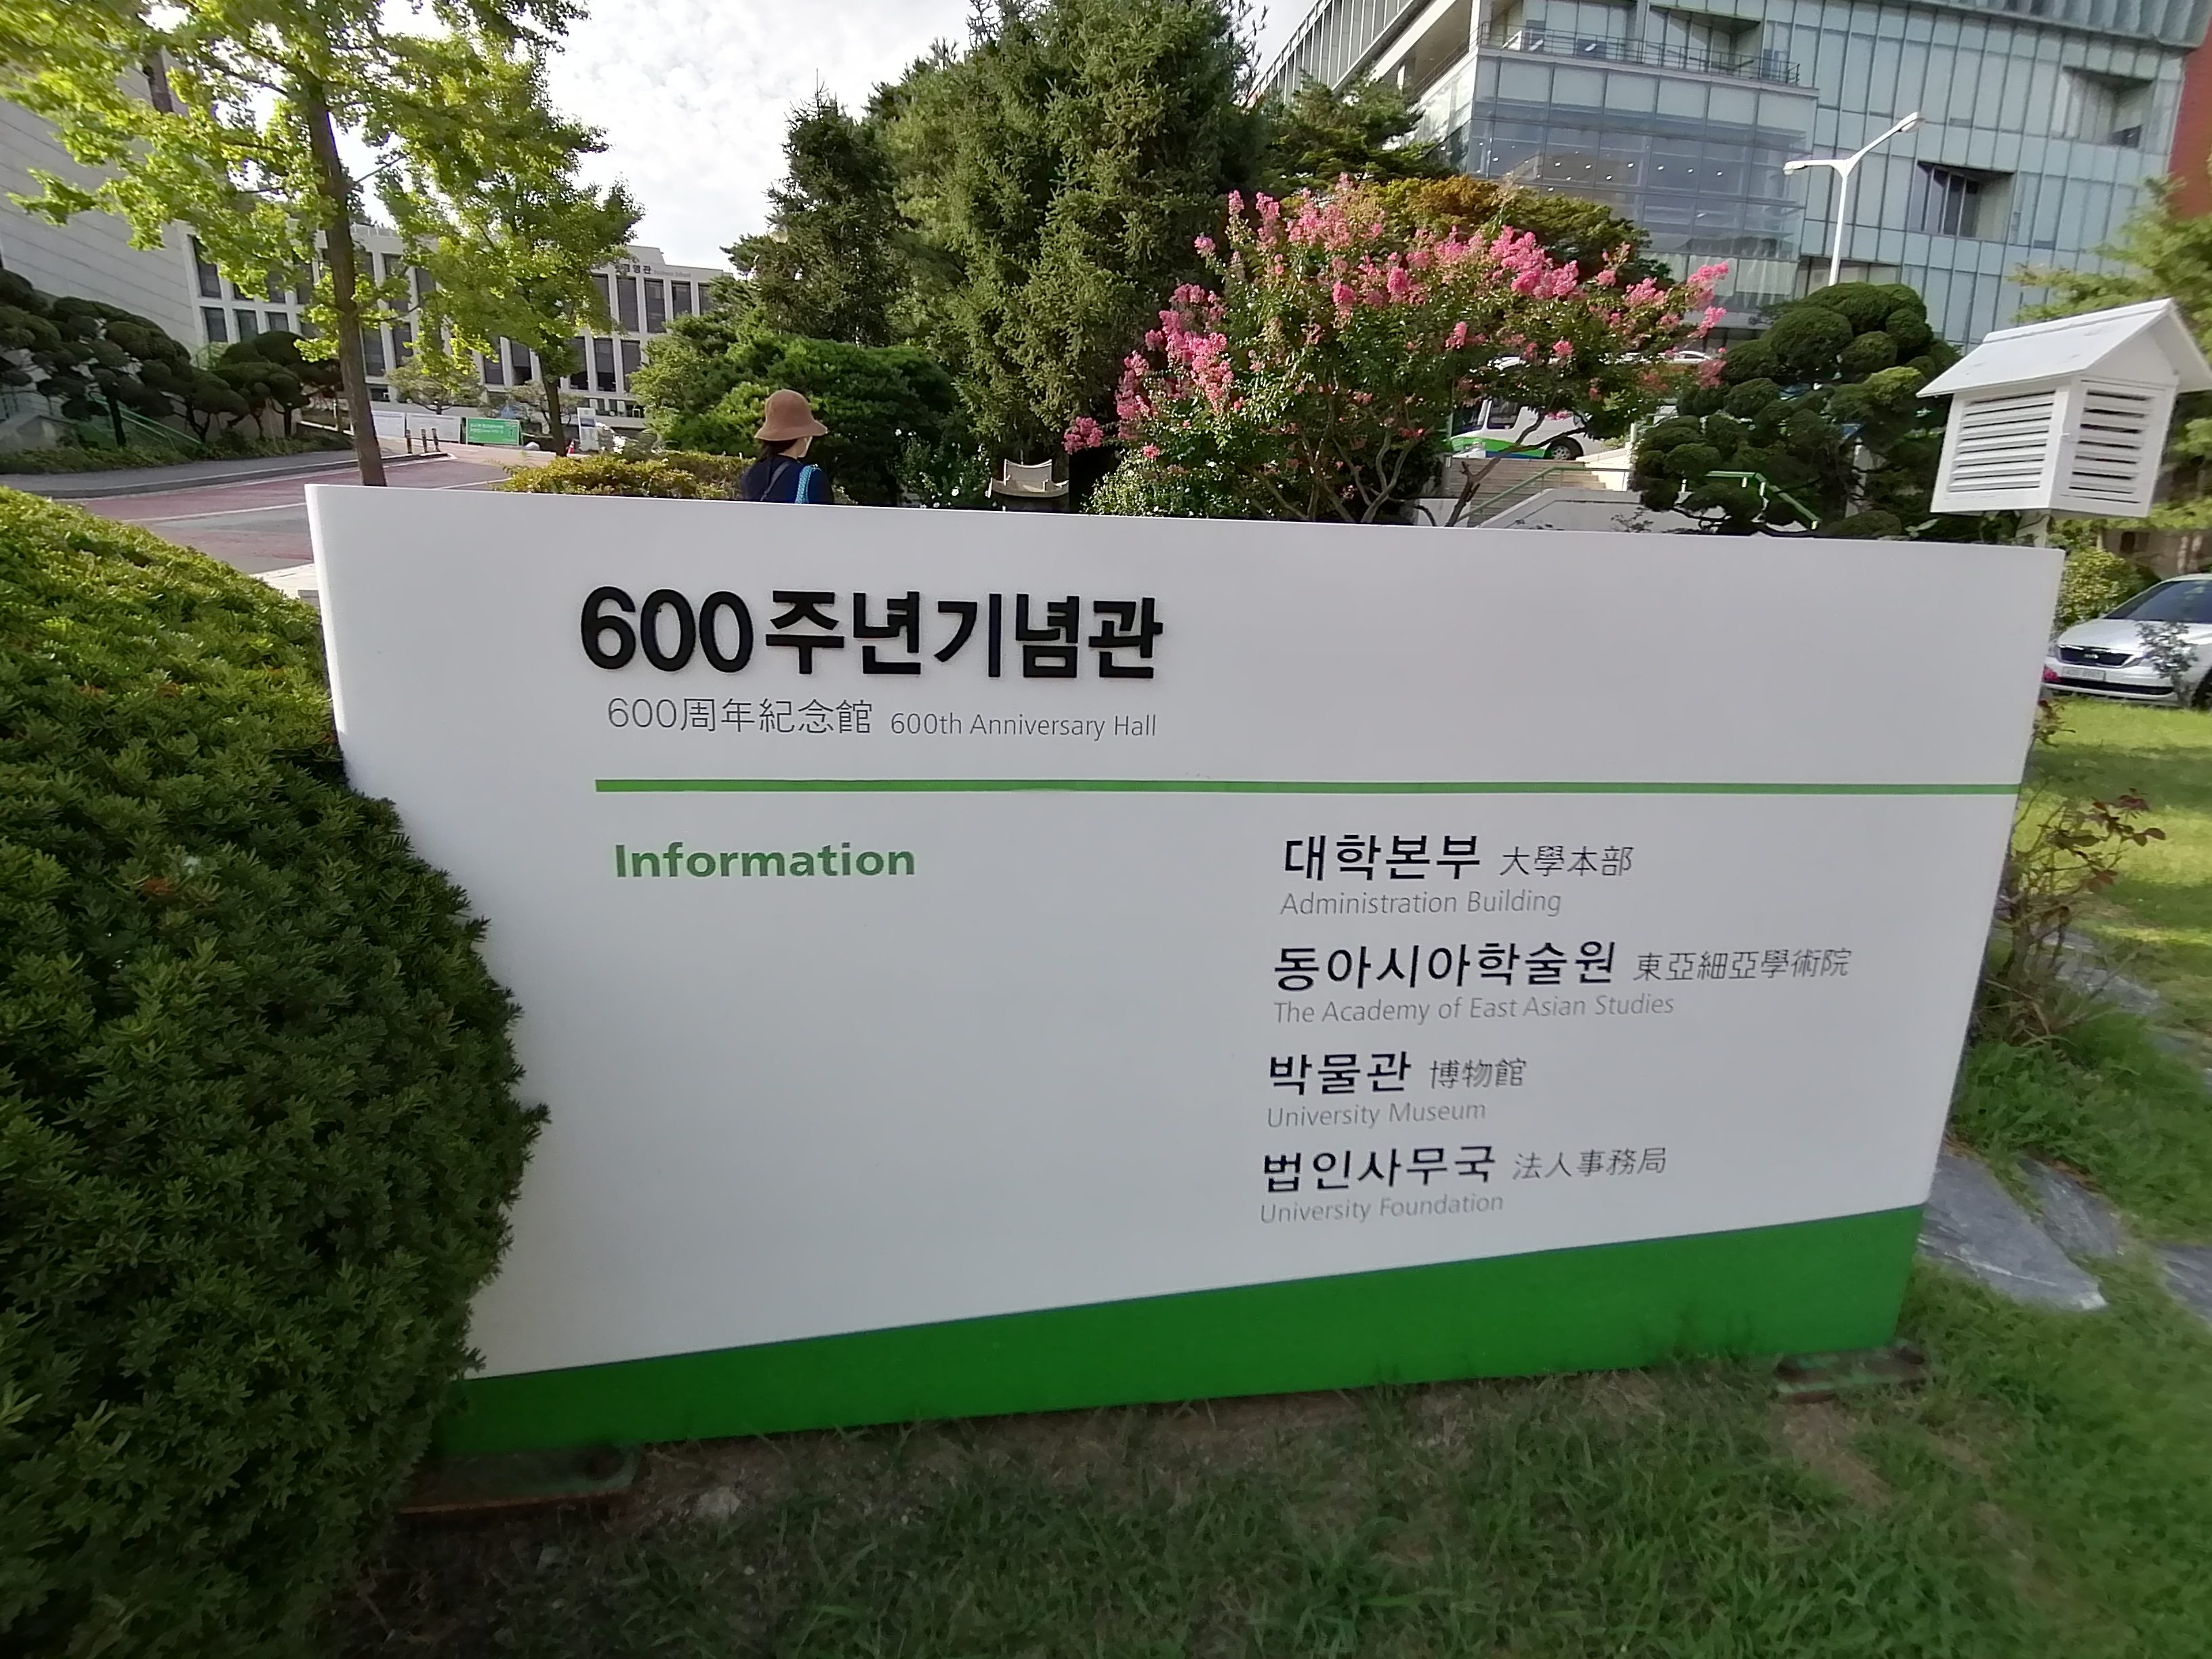 600주년기념관
600周年紀念館 600th Anniversary Hall
Information
대학본부 大學本部
Administration Building
동아시아학술원 東亞細亞學術院
The Academy of East Asian Studies
박물관 博物館
University Museum
법인사무국 法人事務局
University Foundation